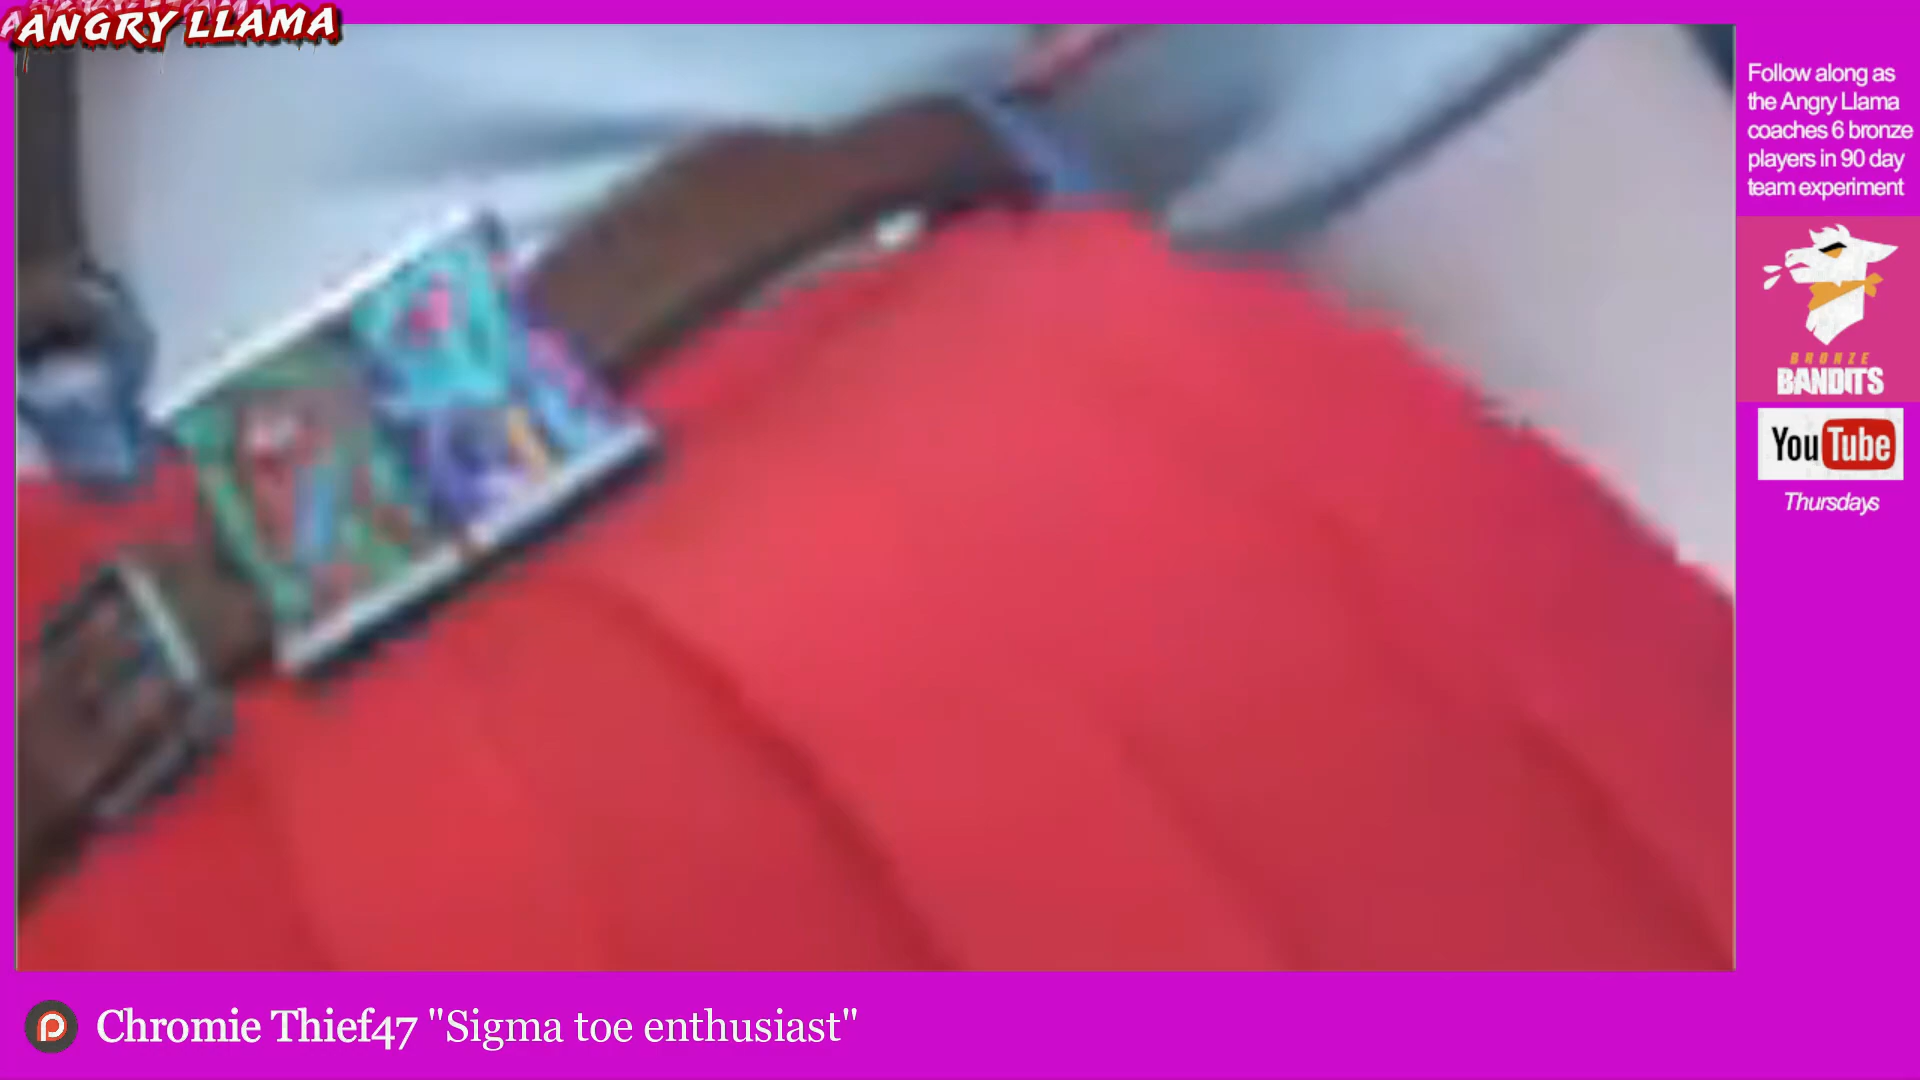 ANGRY LLAMA
Follow along as
the Angry Llama
coaches 6 bronze
players in 90 day
team experiment
BRONZE
BANDITS
YouTube
Thursdays
Chromie Thief47 "Sigma toe enthusiast"